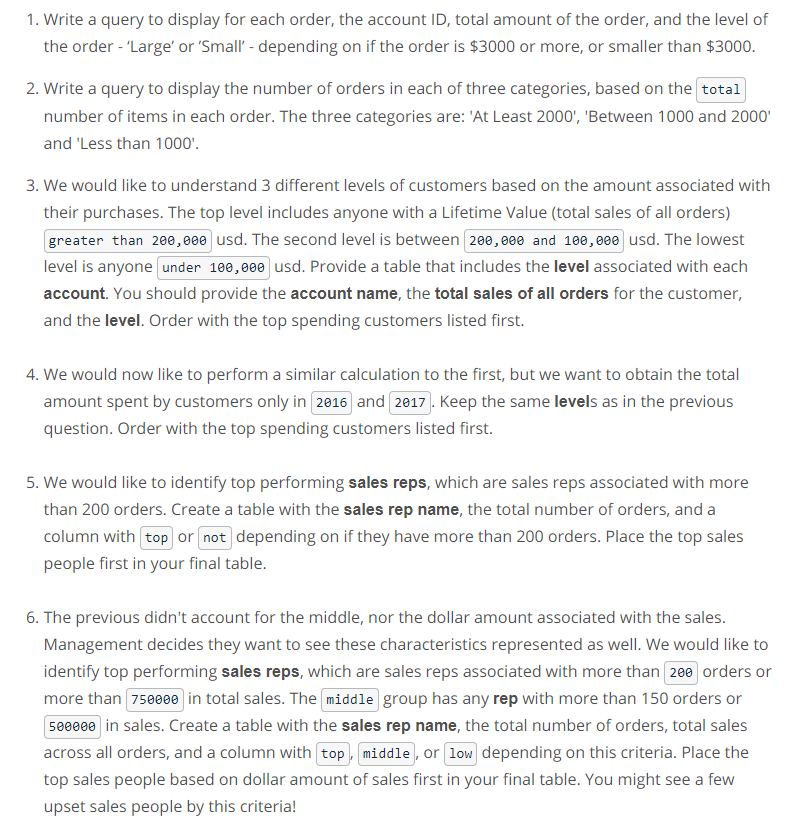 1. Write a query to display for each order, the account ID, total amount of the order, and the level of
the order - ‘Large’ or ’Small’ - depending on if the order is $3000 or more, or smaller than $3000.
2. Write a query to display the number of orders in each of three categories, based on the total
number of items in each order. The three categories are: 'At Least 2000', 'Between 1000 and 2000'
and 'Less than 1000'.
3. We would like to understand 3 different levels of customers based on the amount associated with
their purchases. The top level includes anyone with a Lifetime Value (total sales of all orders)
greater than 200,000 usd. The second level is between 200,000 and 100,000 usd. The lowest
level is anyone under 100,000 usd. Provide a table that includes the level associated with each
account. You should provide the account name, the total sales of all orders for the customer,
and the level. Order with the top spending customers listed first.
4. We would now like to perform a similar calculation to the first, but we want to obtain the total
amount spent by customers only in 2016 and 2017. Keep the same levels as in the previous
question. Order with the top spending customers listed first.
5. We would like to identify top performing sales reps, which are sales reps associated with more
than 200 orders. Create a table with the sales rep name, the total number of orders, and a
column with top or not depending on if they have more than 200 orders. Place the top sales
people first in your final table.
6. The previous didn't account for the middle, nor the dollar amount associated with the sales.
Management decides they want to see these characteristics represented as well. We would like to
identify top performing sales reps, which are sales reps associated with more than 200 orders or
more than 750000 in total sales. The middle group has any rep with more than 150 orders or
500000 in sales. Create a table with the sales rep name, the total number of orders, total sales
across all orders, and a column with top, middle, or low depending on this criteria. Place the
top sales people based on dollar amount of sales first in your final table. You might see a few
upset sales people by this criteria!